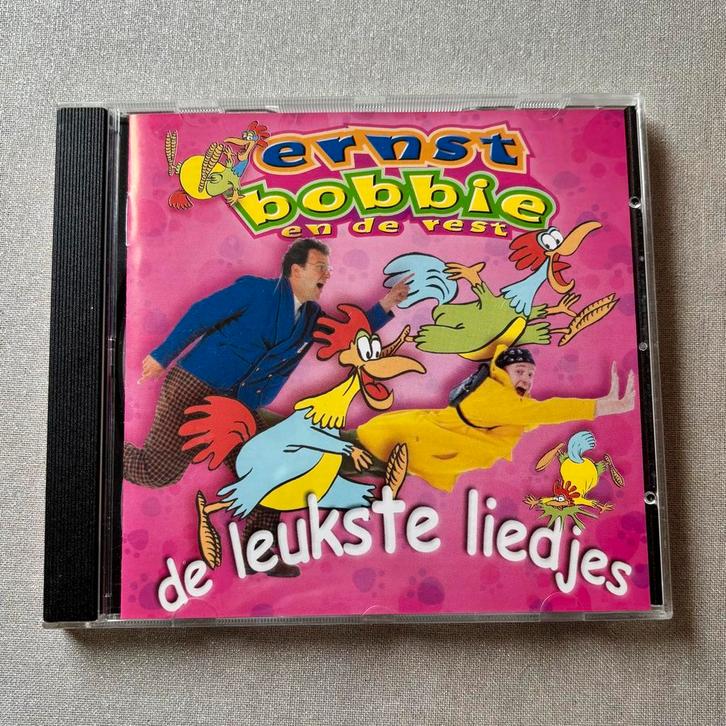 ernst
bobbie
en de rest
de leukste liedjes